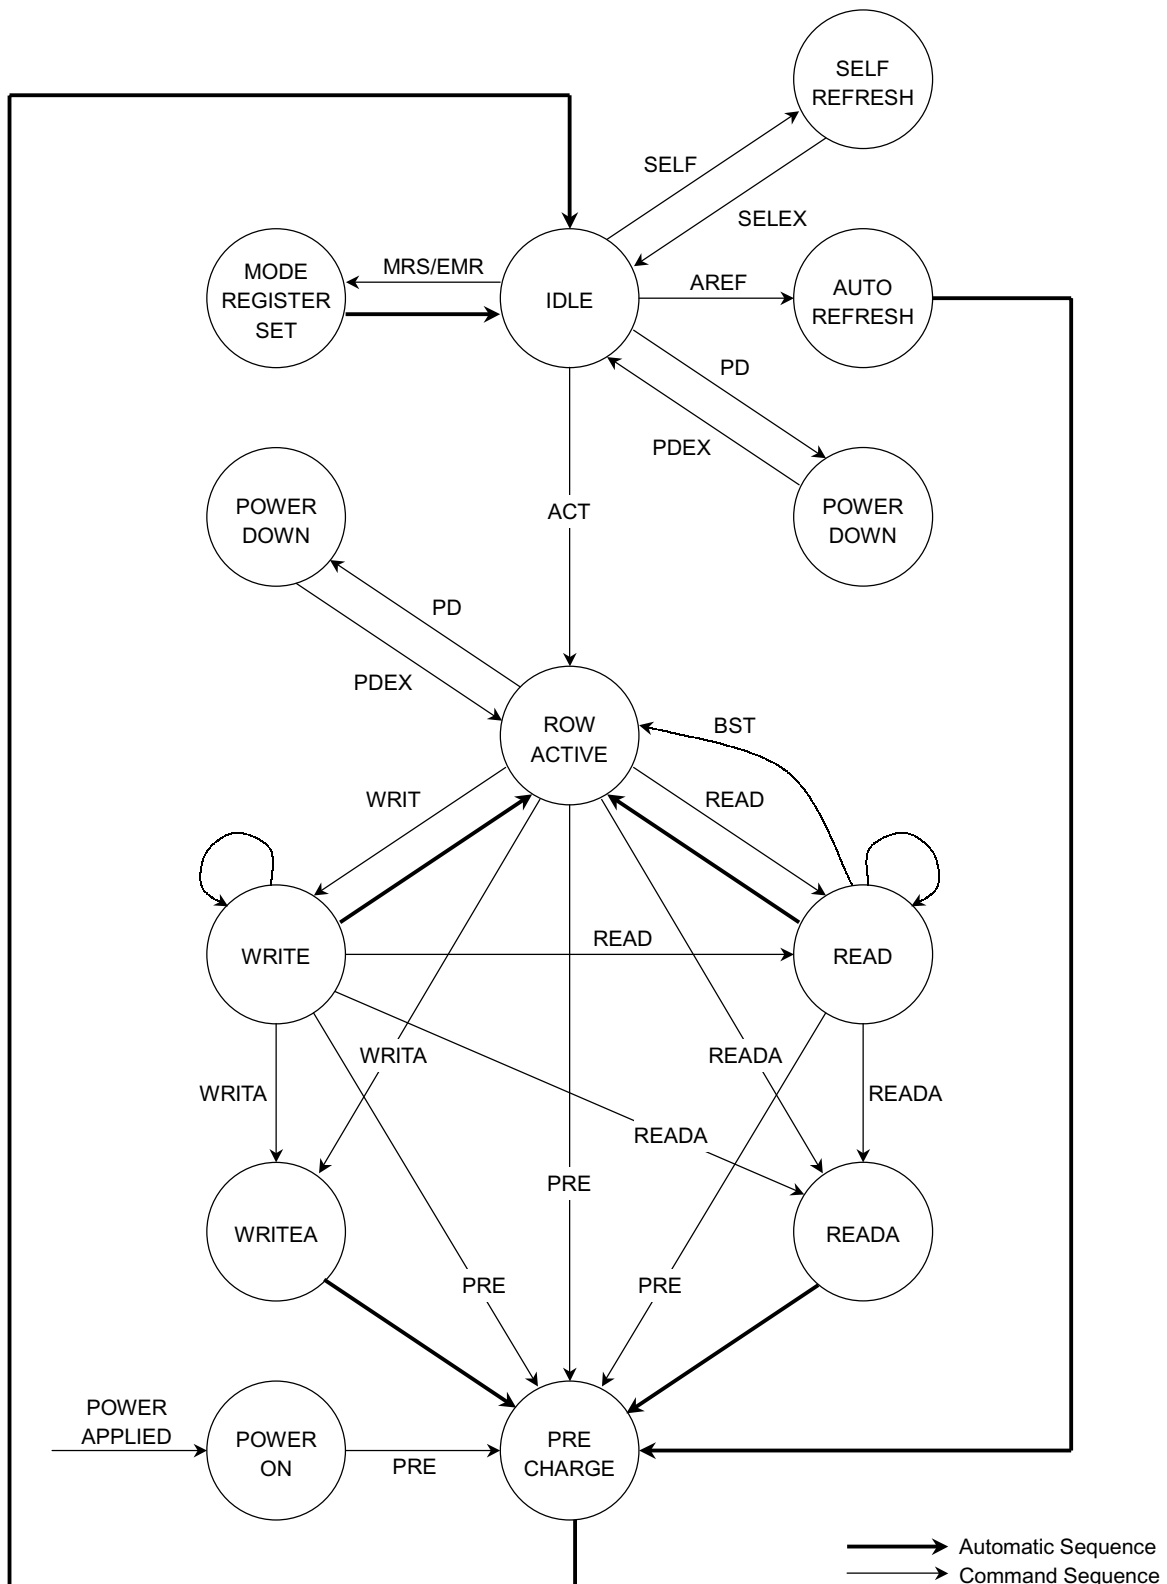 SELF
REFRESH
SELF
SELEX
MODE
REGISTER
SET
MRS/EMR
IDLE
AREF
AUTO
REFRESH
PD
PDEX
POWER
DOWN
ACT
POWER
DOWN
PD
PDEX
ROW
ACTIVE
BST
WRIT
READ
WRITE
READ
READ
WRITA
READA
WRITA
READA
READA
PRE
WRITEA
READA
PRE
PRE
POWER
APPLIED
POWER
ON
PRE
PRE
CHARGE
Automatic Sequence
Command Sequence